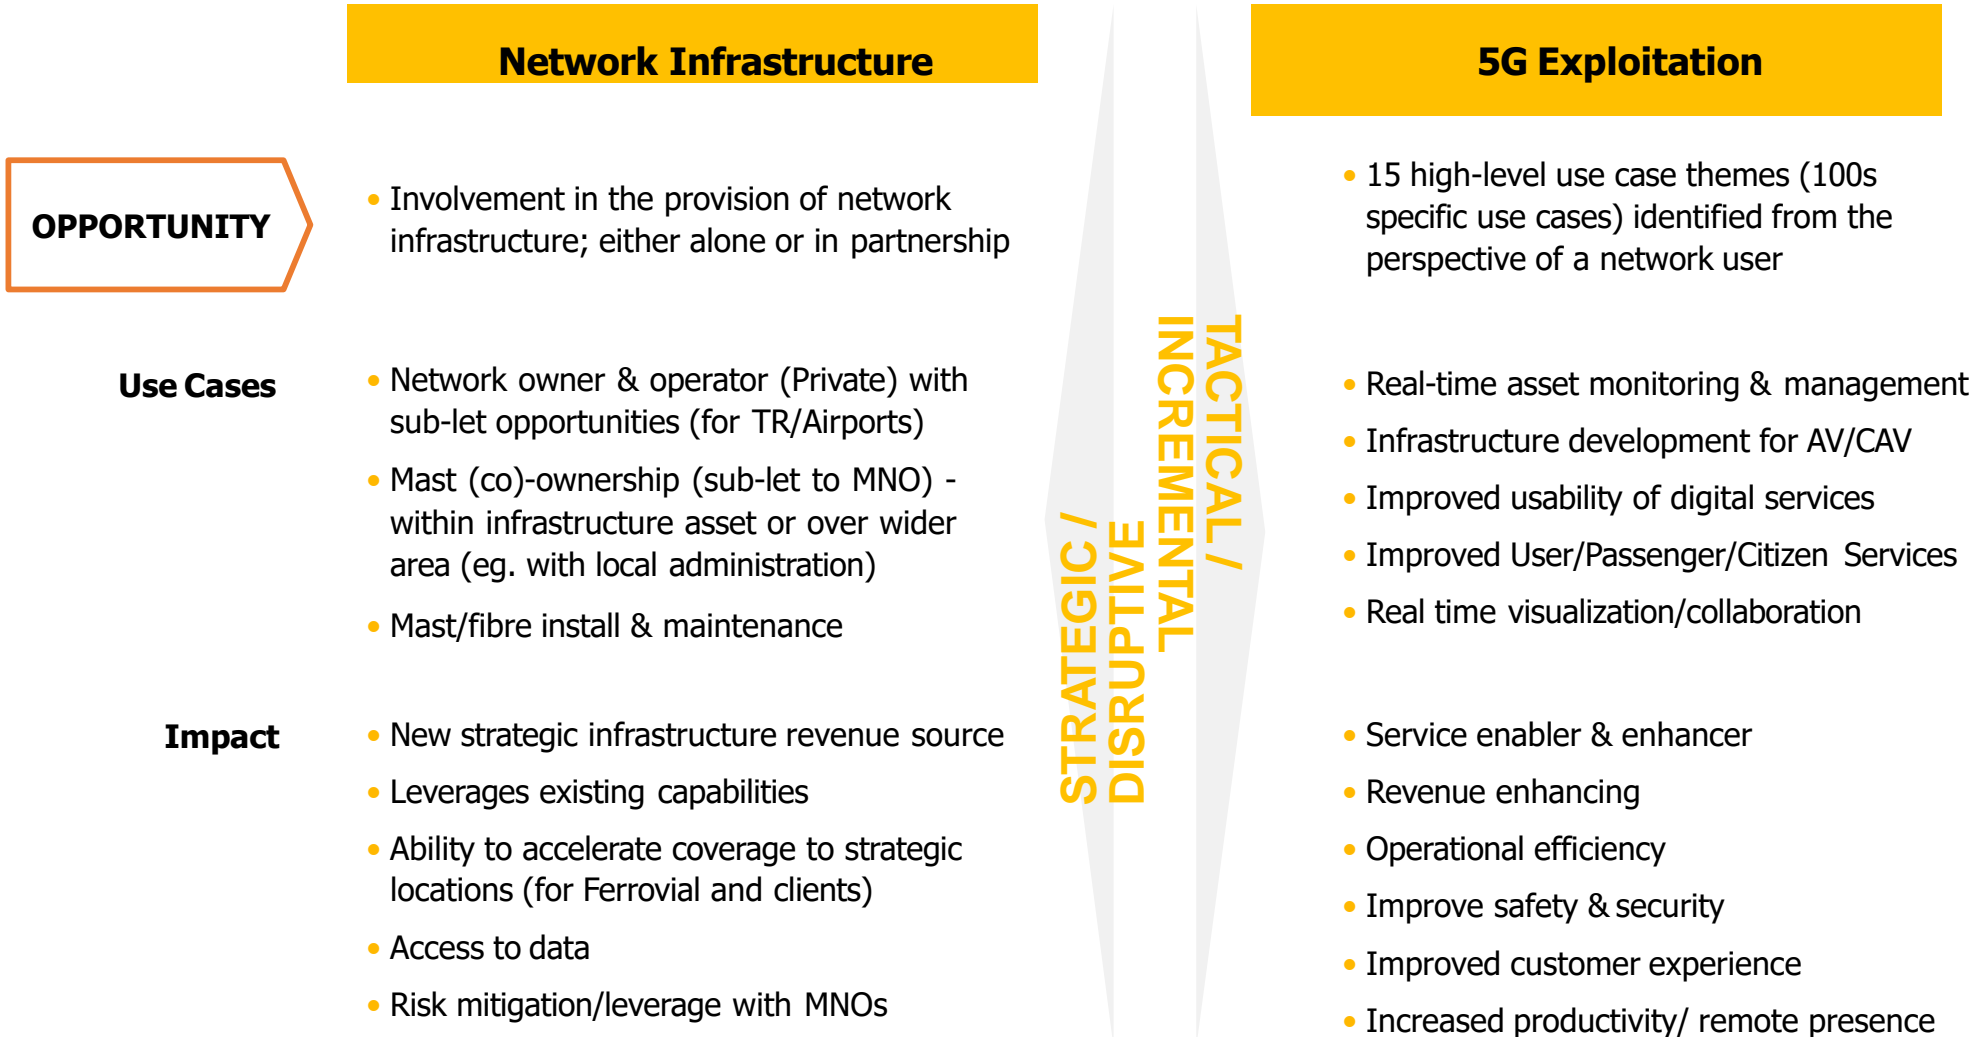 Network Infrastructure
5G Exploitation
OPPORTUNITY
• Involvement in the provision of network
infrastructure; either alone or in partnership
• 15 high-level use case themes (100s
specific use cases) identified from the
perspective of a network user
Use Cases
• Network owner & operator (Private) with
sub-let opportunities (for TR/Airports)
• Mast (co)-ownership (sub-let to MNO) -
within infrastructure asset or over wider
area (eg. with local administration)
• Mast/fibre install & maintenance
STRATEGIC /
DISRUPTIVE
TACTICAL /
INCREMENTAL
• Real-time asset monitoring & management
• Infrastructure development for AV/CAV
• Improved usability of digital services
• Improved User/Passenger/Citizen Services
• Real time visualization/collaboration
Impact
• New strategic infrastructure revenue source
• Leverages existing capabilities
• Ability to accelerate coverage to strategic
locations (for Ferrovial and clients)
• Access to data
• Risk mitigation/leverage with MNOs
• Service enabler & enhancer
• Revenue enhancing
• Operational efficiency
• Improve safety & security
• Improved customer experience
• Increased productivity/ remote presence